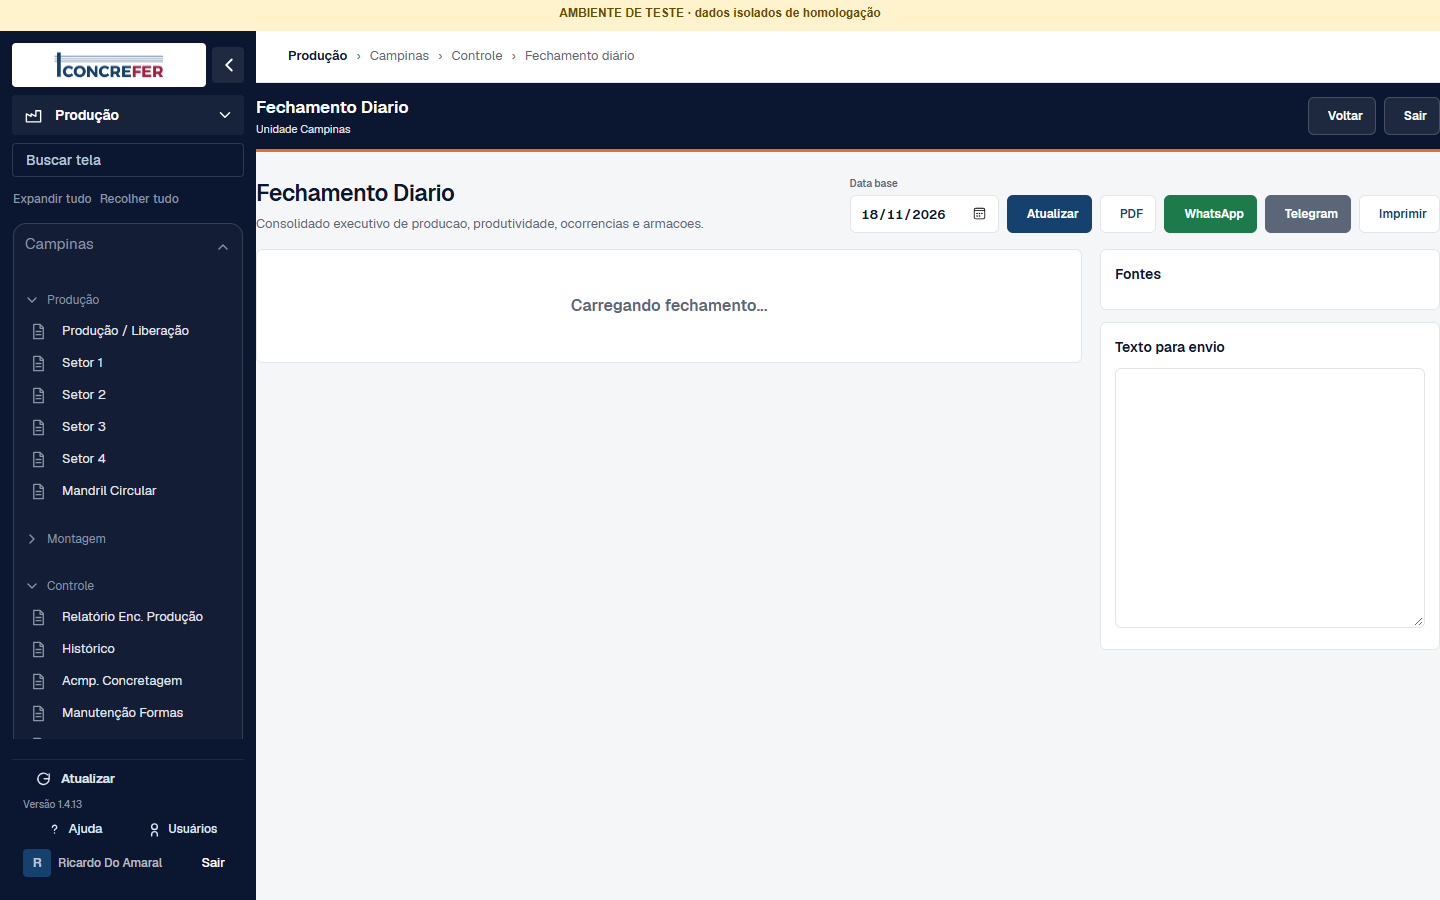 AMBIENTE DE TESTE · dados isolados de homologação
CONCREFER
Produção
Buscar tela
Expandir tudo Recolher tudo
Campinas
Produção
Produção / Liberação
Setor 1
Setor 2
Setor 3
Setor 4
Mandril Circular
Montagem
Controle
Relatório Enc. Produção
Histórico
Acmp. Concretagem
Manutenção Formas
Atualizar
Versão 1.4.13
? Ajuda Usuários
R Ricardo Do Amaral Sair
Produção › Campinas › Controle › Fechamento diário
Fechamento Diario
Unidade Campinas
Voltar Sair
Fechamento Diario
Consolidado executivo de producao, produtividade, ocorrencias e armacoes.
Data base
18/11/2026 Atualizar PDF WhatsApp Telegram Imprimir
Carregando fechamento...
Fontes
Texto para envio